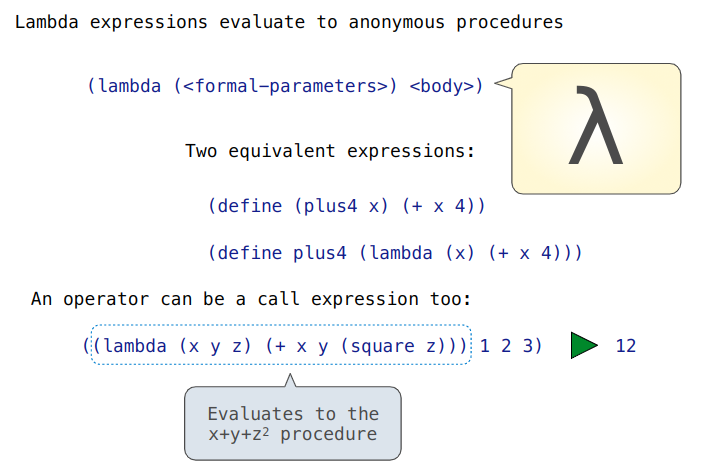 Lambda expressions evaluate to anonymous procedures
(lambda (<formal-parameters>) <body>)
λ
Two equivalent expressions:
(define (plus4 x) (+ x 4))
(define plus4 (lambda (x) (+ x 4)))
An operator can be a call expression too:
((lambda (x y z) (+ x y (square z))) 1 2 3) 12
Evaluates to the
x+y+z² procedure